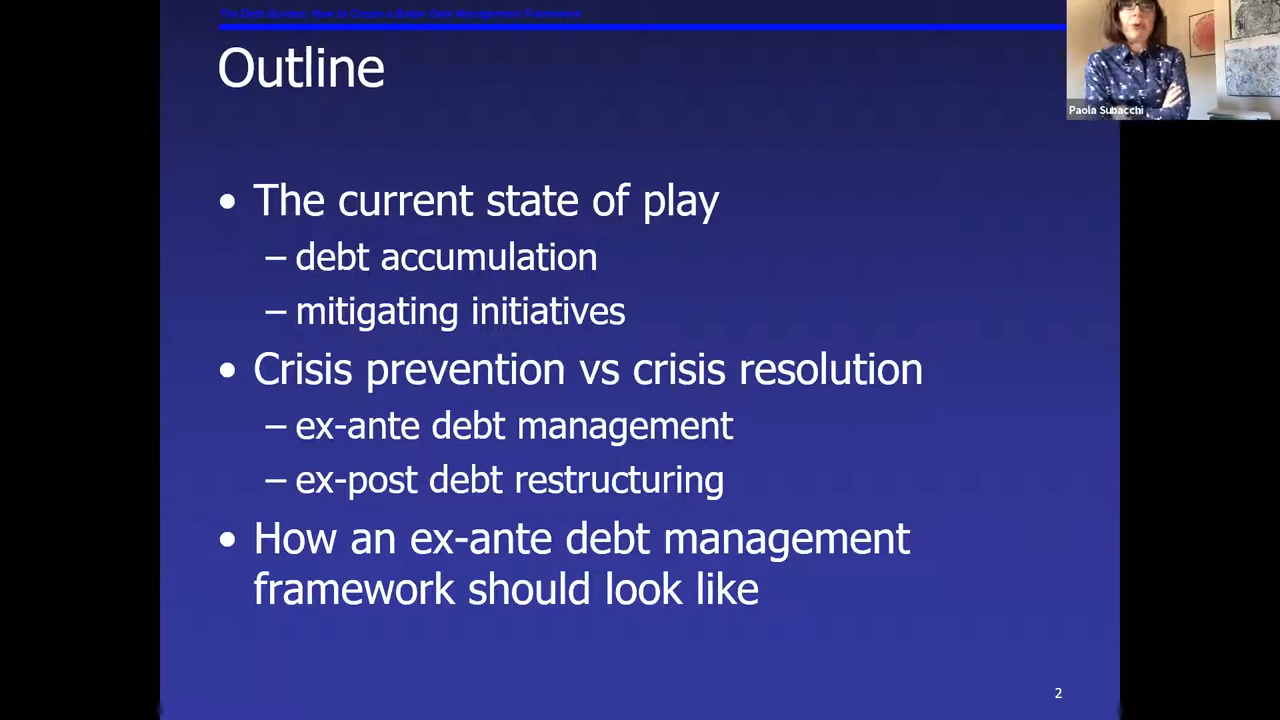 The Debt Burden: How to Create a Better Debt Management Framework
Outline
Paola Subacchi
• The current state of play
– debt accumulation
– mitigating initiatives
• Crisis prevention vs crisis resolution
– ex-ante debt management
– ex-post debt restructuring
• How an ex-ante debt management
framework should look like
2